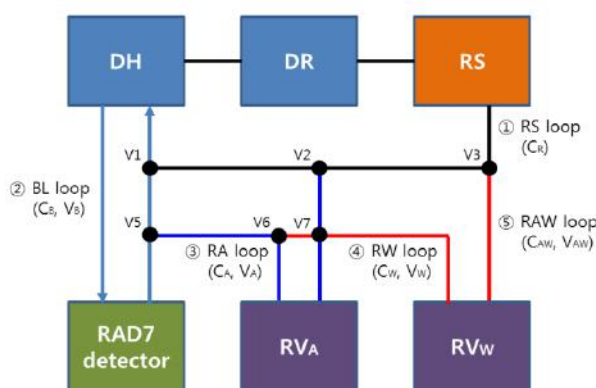 DH
DR
RS
① RS loop
(CR)
V1
V2
V3
② BL loop
(CB, VB)
⑤ RAW loop
(CAW, VAW)
V5
V6
V7
③ RA loop
(CA, VA)
④ RW loop
(CW, VW)
RAD7
detector
RVA
RVW